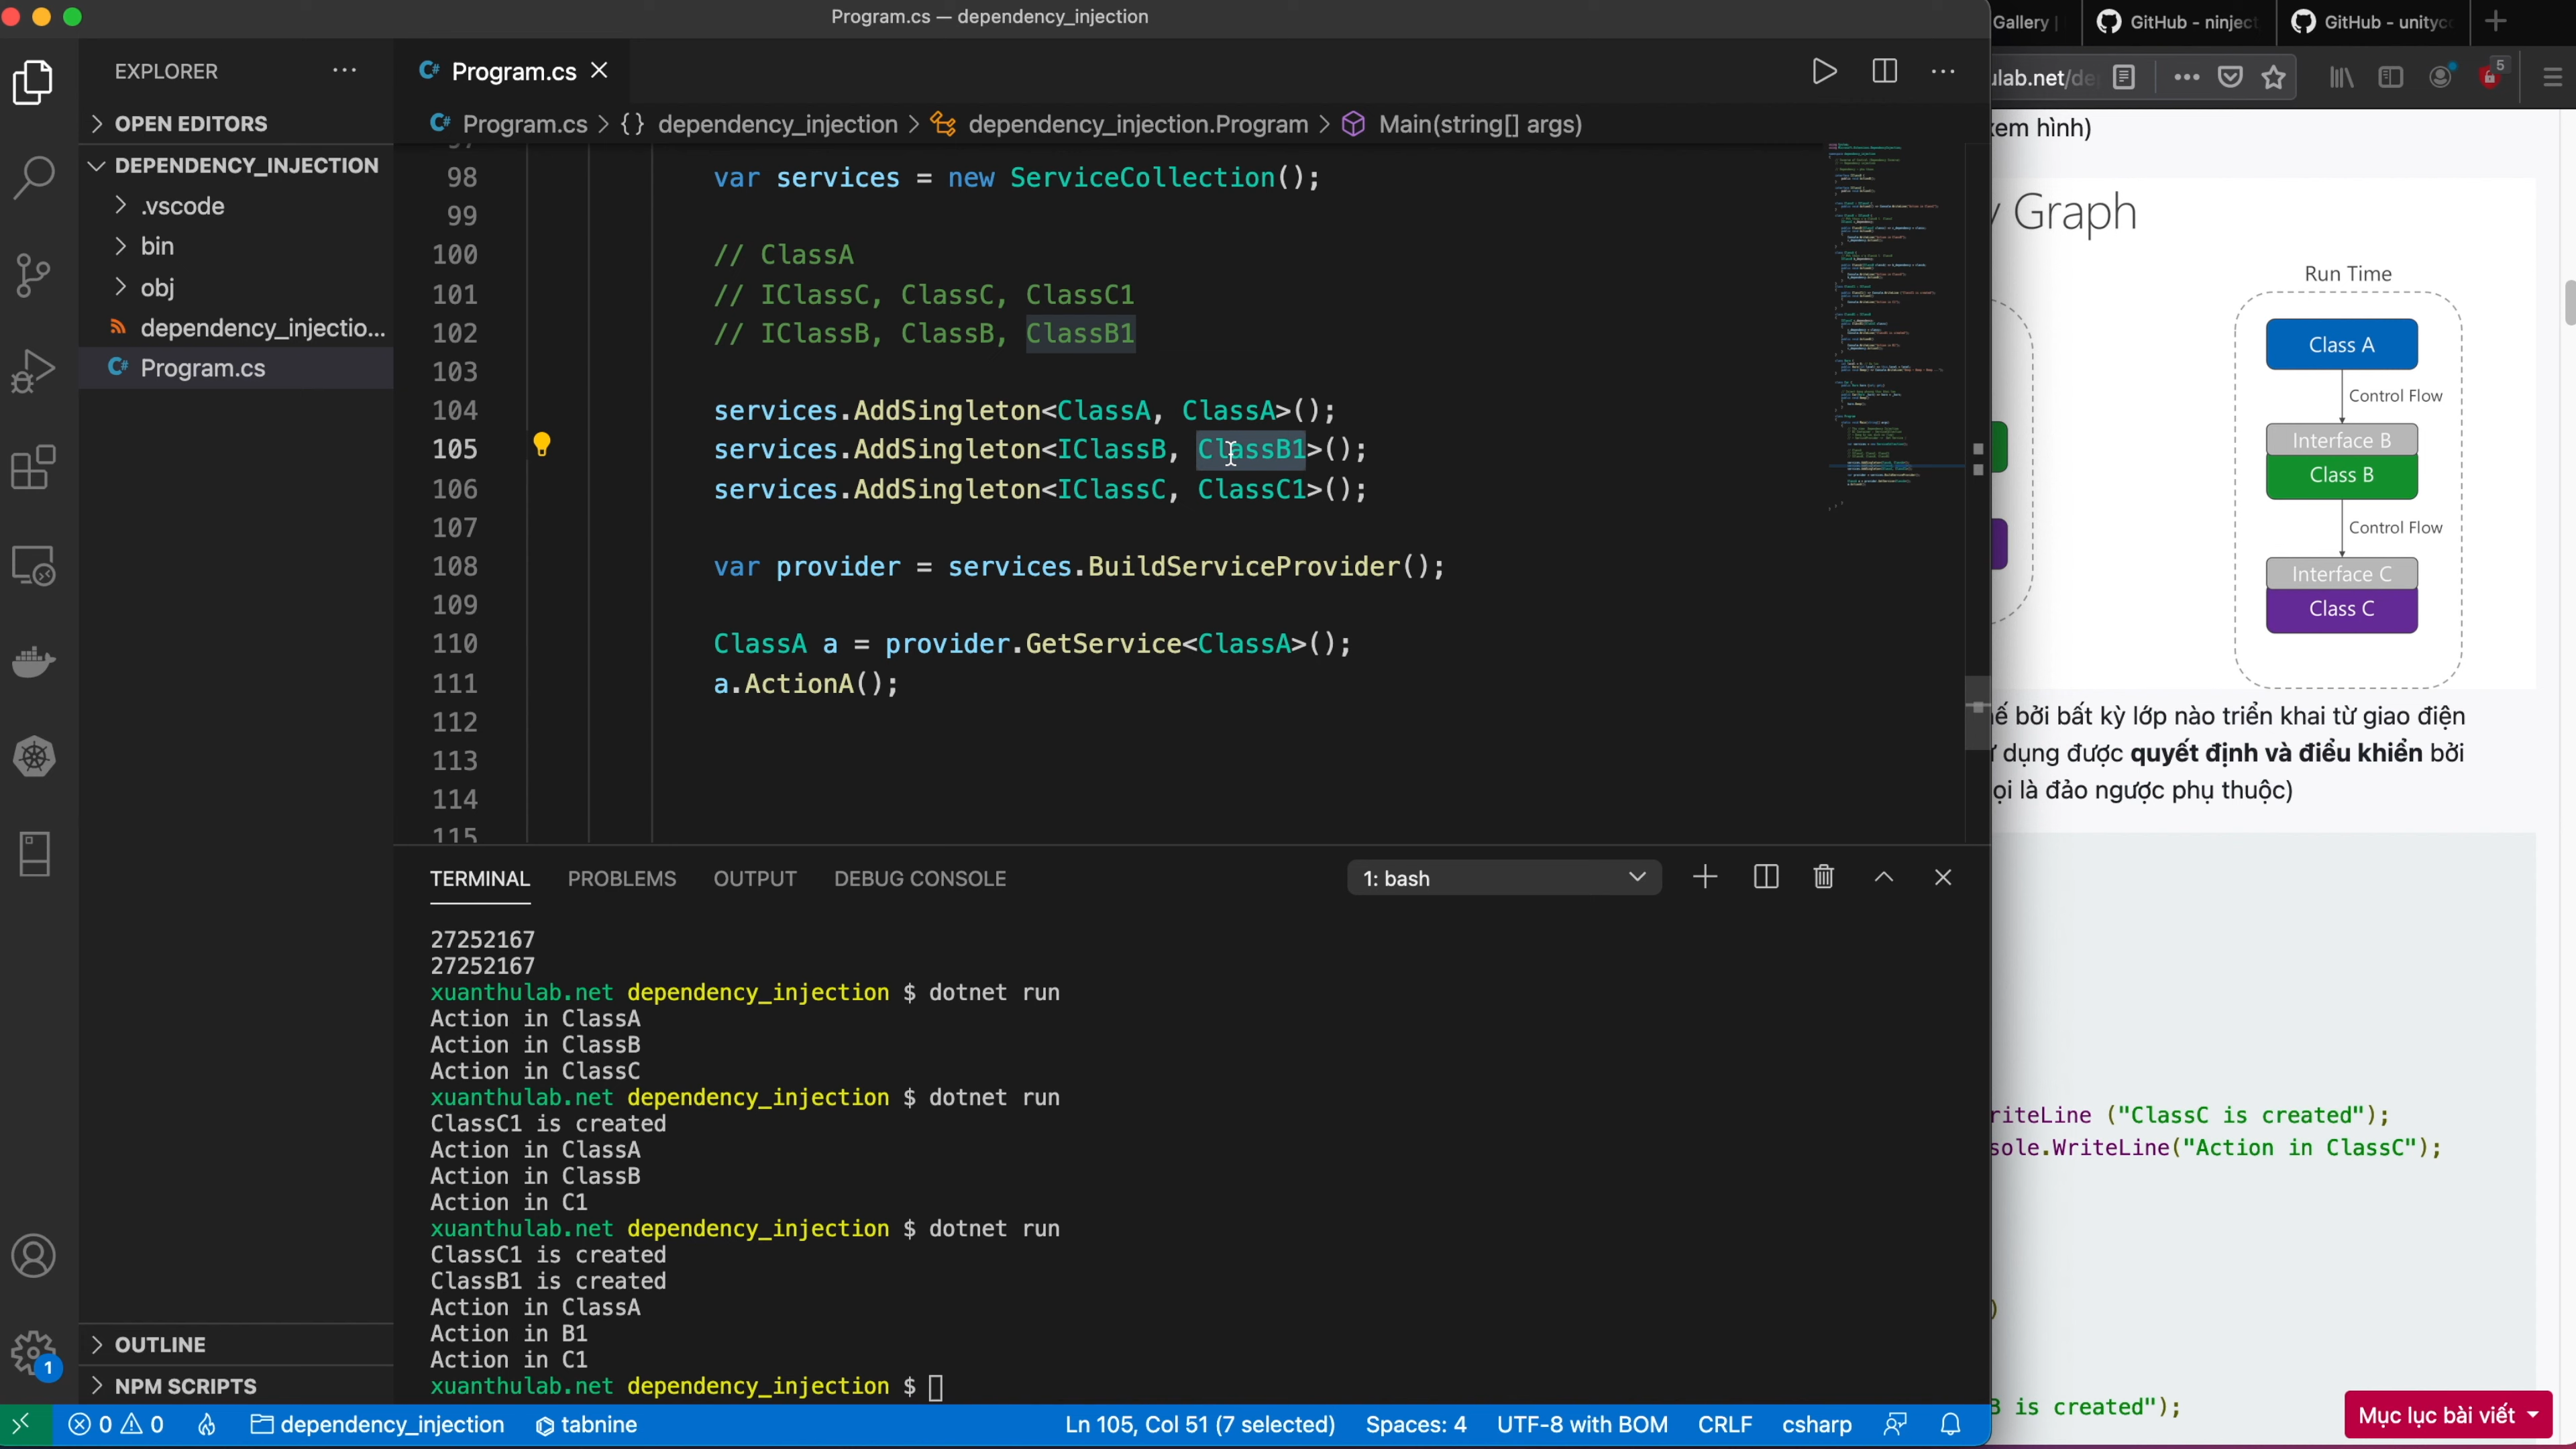 Program.cs — dependency_injection
EXPLORER
OPEN EDITORS
DEPENDENCY_INJECTION
.vscode
bin
obj
dependency_injectio...
Program.cs
OUTLINE
NPM SCRIPTS
1
Program.cs
Program.cs > {} dependency_injection > dependency_injection.Program > Main(string[] args)
98 var services = new ServiceCollection();
99
100 // ClassA
101 // IClassC, ClassC, ClassC1
102 // IClassB, ClassB, ClassB1
103
104 services.AddSingleton<ClassA, ClassA>();
105 services.AddSingleton<IClassB, ClassB1>();
106 services.AddSingleton<IClassC, ClassC1>();
107
108 var provider = services.BuildServiceProvider();
109
110 ClassA a = provider.GetService<ClassA>();
111 a.ActionA();
112
113
114
115
TERMINAL PROBLEMS OUTPUT DEBUG CONSOLE 1: bash
27252167
27252167
xuanthulab.net dependency_injection $ dotnet run
Action in ClassA
Action in ClassB
Action in ClassC
xuanthulab.net dependency_injection $ dotnet run
ClassC1 is created
Action in ClassA
Action in ClassB
Action in C1
xuanthulab.net dependency_injection $ dotnet run
ClassC1 is created
ClassB1 is created
Action in ClassA
Action in B1
Action in C1
xuanthulab.net dependency_injection $
0 0 dependency_injection tabnine Ln 105, Col 51 (7 selected) Spaces: 4 UTF-8 with BOM CRLF csharp
Gallery | GitHub - ninjec GitHub - unityc
ulab.net/de 5
xem hình)
y Graph
Run Time
Class A
Control Flow
Interface B
Class B
Control Flow
Interface C
Class C
bởi bất kỳ lớp nào triển khai từ giao diện
dụng được quyết định và điều khiển bởi
ọi là đảo ngược phụ thuộc)
riteLine ("ClassC is created");
sole.WriteLine("Action in ClassC");
)
B is created");
Mục lục bài viết